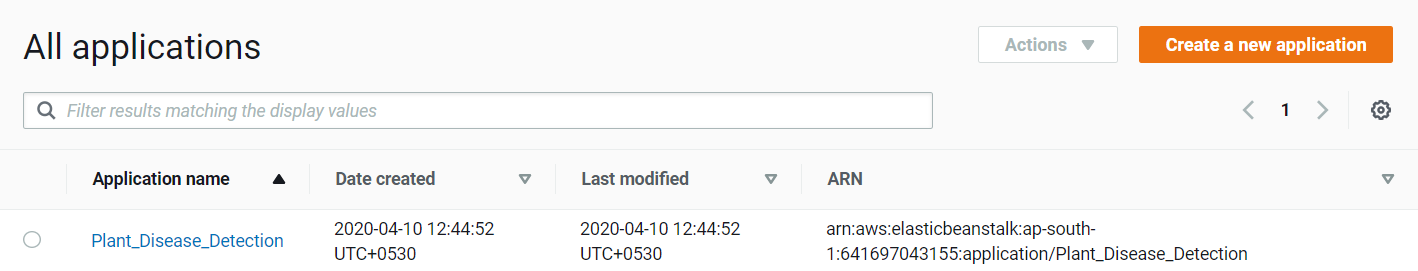 All applications
Actions
Create a new application
Filter results matching the display values
1
Application name
Date created
Last modified
ARN
Plant_Disease_Detection
2020-04-10 12:44:52
UTC+0530
2020-04-10 12:44:52
UTC+0530
arn:aws:elasticbeanstalk:ap-south-
1:641697043155:application/Plant_Disease_Detection